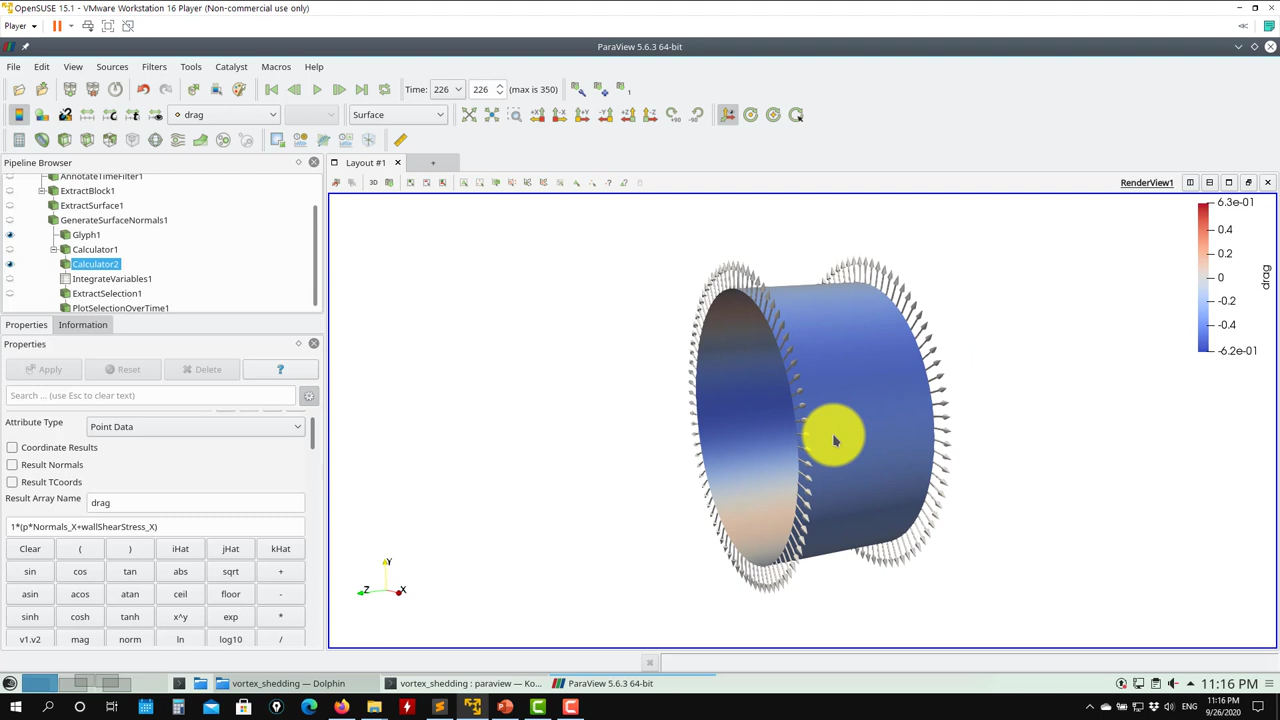 OpenSUSE 15.1 - VMware Workstation 16 Player (Non-commercial use only)
Player
ParaView 5.6.3 64-bit
File Edit View Sources Filters Tools Catalyst Macros Help
Time: 226 226 (max is 350)
drag Surface
+X -X +Y -Y +Z -Z +90 -90
Pipeline Browser
Layout #1 +
AnnotateTimeFilter1
3D
RenderView1
ExtractBlock1
ExtractSurface1
GenerateSurfaceNormals1
Glyph1
Calculator1
Calculator2
IntegrateVariables1
ExtractSelection1
PlotSelectionOverTime1
6.3e-01
0.4
0.2
0
-0.2
-0.4
-6.2e-01
drag
Properties Information
Properties
Apply Reset Delete ?
Search ... (use Esc to clear text)
Attribute Type Point Data
Coordinate Results
Result Normals
Result TCoords
Result Array Name drag
1*(p*Normals_X+wallShearStress_X)
Clear ( ) iHat jHat kHat
sin cos tan abs sqrt +
asin acos atan ceil floor -
sinh cosh tanh x^y exp *
v1.v2 mag norm ln log10 /
Y
Z X
vortex_shedding — Dolphin
vortex_shedding : paraview — Ko...
ParaView 5.6.3 64-bit
11:16 PM
11:16 PM
9/26/2020